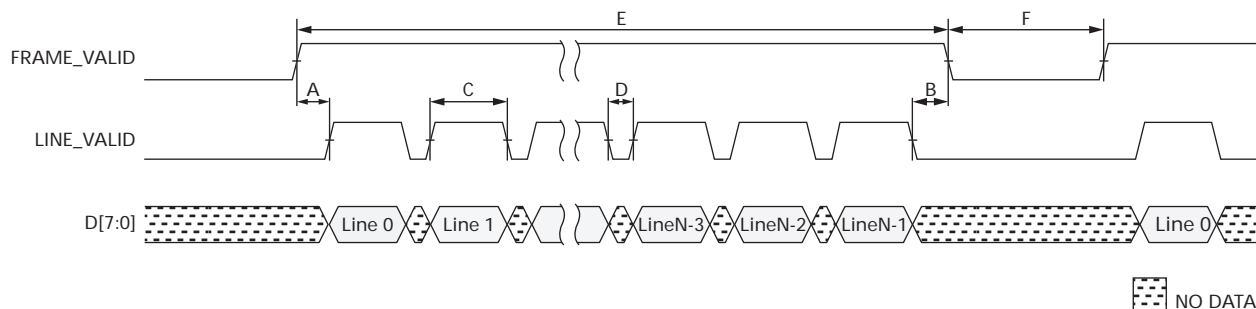 E
F
FRAME_VALID
A
C
D
B
LINE_VALID
D[7:0]
Line 0
Line 1
LineN-3
LineN-2
LineN-1
Line 0
NO DATA